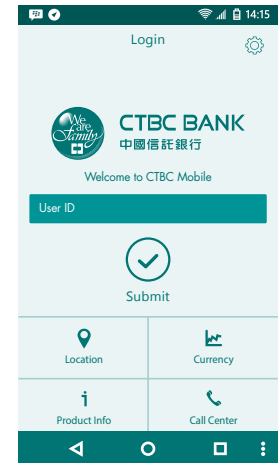 14:15
Login
We
are
Family
CTBC BANK
中國信託銀行
Welcome to CTBC Mobile
User ID
Submit
Location
Currency
Product Info
Call Center